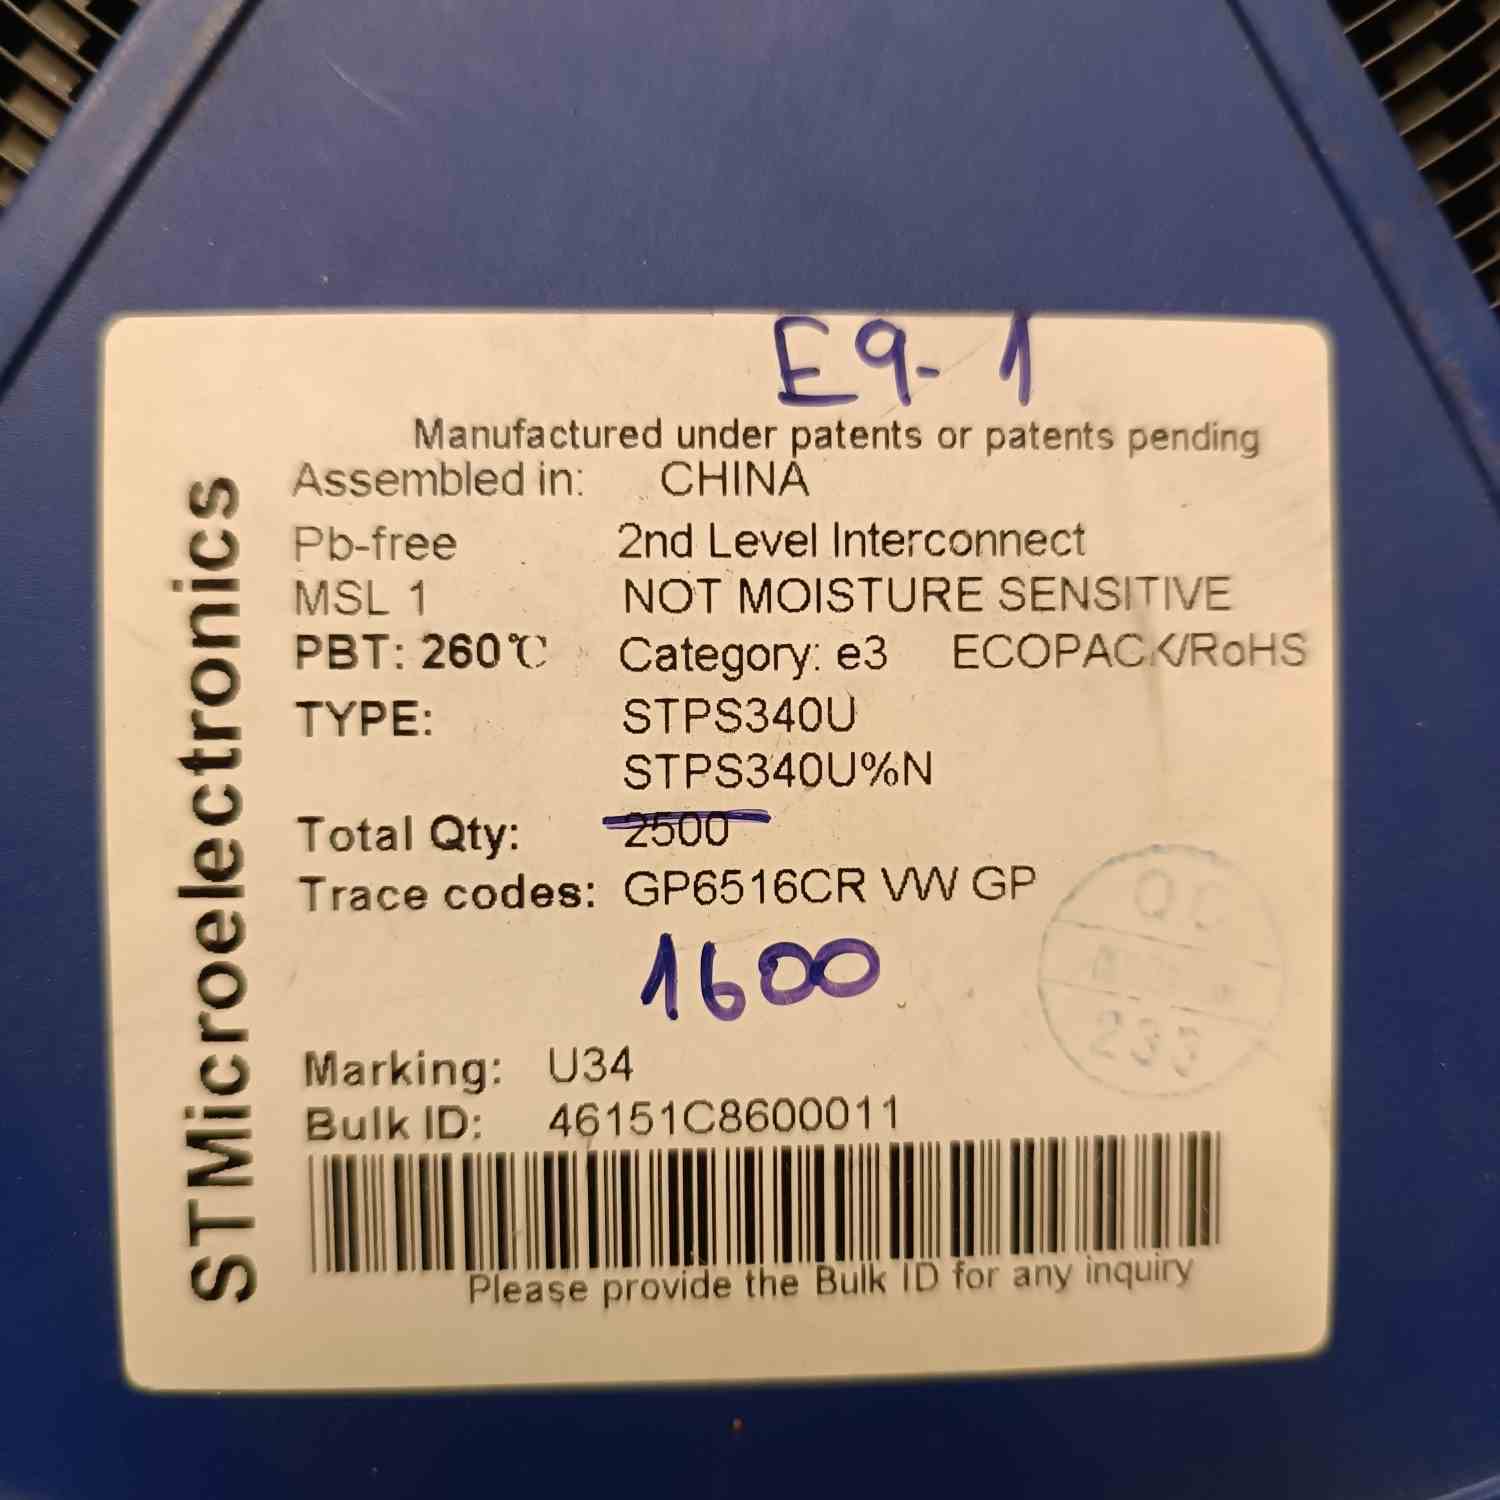 E9-1
Manufactured under patents or patents pending
Assembled in: CHINA
Pb-free 2nd Level Interconnect
MSL 1 NOT MOISTURE SENSITIVE
PBT: 260℃ Category: e3 ECOPACK/RoHS
TYPE: STPS340U
STPS340U%N
Total Qty: 2500
Trace codes: GP6516CR VW GP
1600
QC
233
Marking: U34
Bulk ID: 46151C8600011
Please provide the Bulk ID for any inquiry
STMicroelectronics